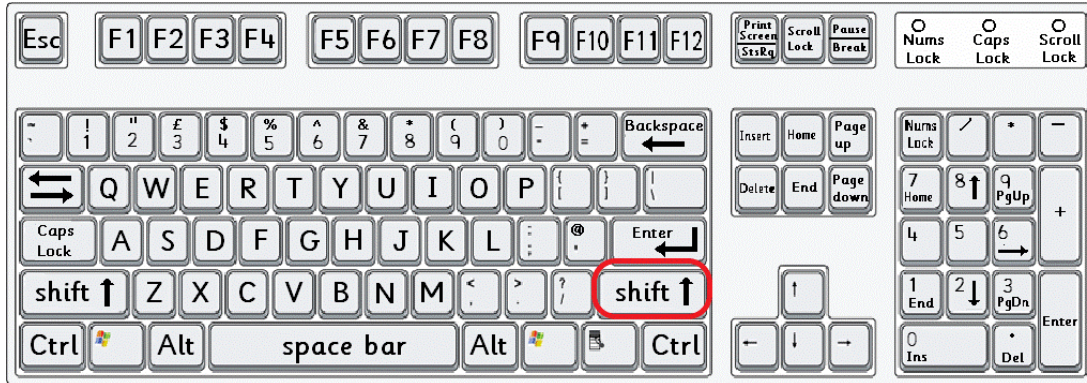 Esc F1 F2 F3 F4 F5 F6 F7 F8 F9 F10 F11 F12 Print Screen StsRq Scroll Lock Pause Break Nums Lock Caps Lock Scroll Lock
~ ` ! 1 " 2 £ 3 $ 4 % 5 ^ 6 & 7 * 8 ( 9 ) 0 _ - + = Backspace ← Insert Home Page up Nums Lock / * -
Q W E R T Y U I O P { [ } ] | \ Delete End Page down 7 Home 8 ↑ 9 PgUp +
Caps Lock A S D F G H J K L : ; @ ' Enter 4 5 6 →
shift ↑ Z X C V B N M < , > . ? / shift ↑ ↑ 1 End 2 ↓ 3 PgDn Enter
Ctrl Alt space bar Alt Ctrl ← ↓ → 0 Ins . Del